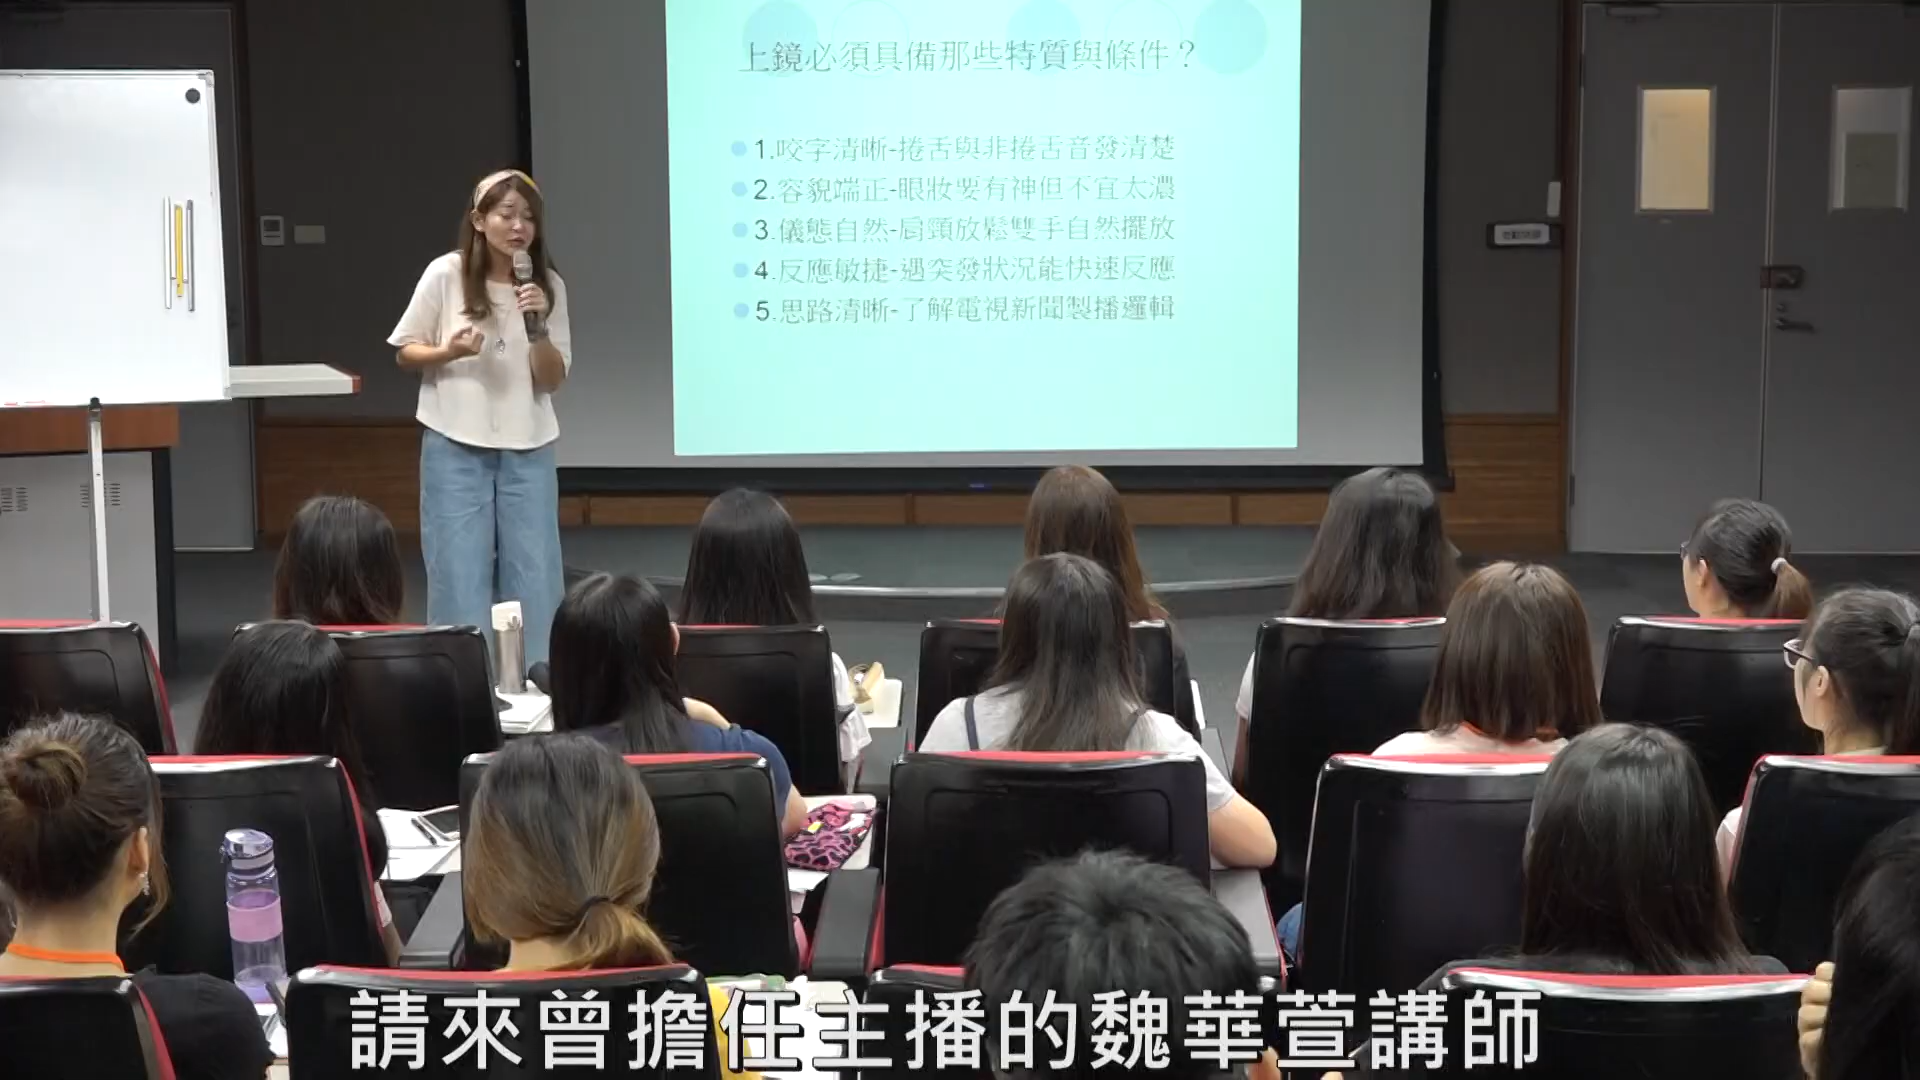 上鏡必須具備那些特質與條件？
1.咬字清晰-捲舌與非捲舌音發清楚
2.容貌端正-眼妝要有神但不宜太濃
3.儀態自然-肩頸放鬆雙手自然擺放
4.反應敏捷-遇突發狀況能快速反應
5.思路清晰-了解電視新聞製播邏輯
請來曾擔任主播的魏華萱講師